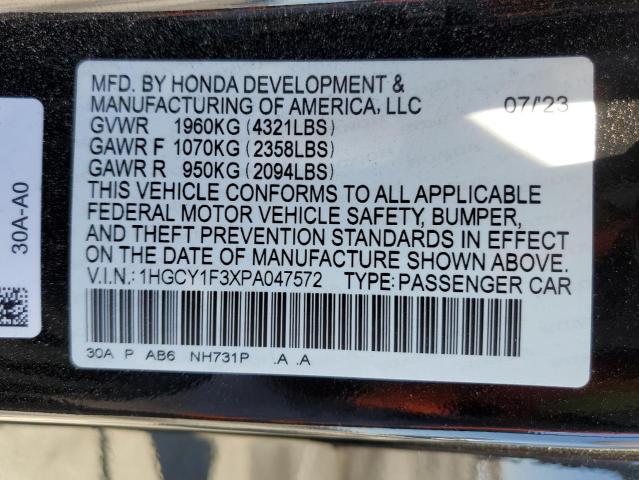 MFD. BY HONDA DEVELOPMENT &
MANUFACTURING OF AMERICA, LLC 07/'23
GVWR 1960KG (4321LBS)
GAWR F 1070KG (2358LBS)
GAWR R 950KG (2094LBS)
THIS VEHICLE CONFORMS TO ALL APPLICABLE
FEDERAL MOTOR VEHICLE SAFETY, BUMPER,
AND THEFT PREVENTION STANDARDS IN EFFECT
ON THE DATE OF MANUFACTURE SHOWN ABOVE.
V.I.N.: 1HGCY1F3XPA047572 TYPE: PASSENGER CAR
30A P AB6 NH731P .A .A
30A-A0